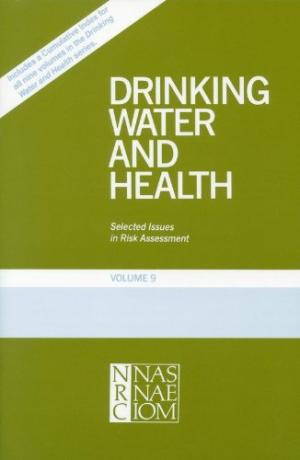 Includes a Cumulative Index for
all nine volumes in the Drinking
Water and Health series.
DRINKING
WATER
AND
HEALTH
Selected Issues
in Risk Assessment
VOLUME 9
N NAS
R NAE
C IOM